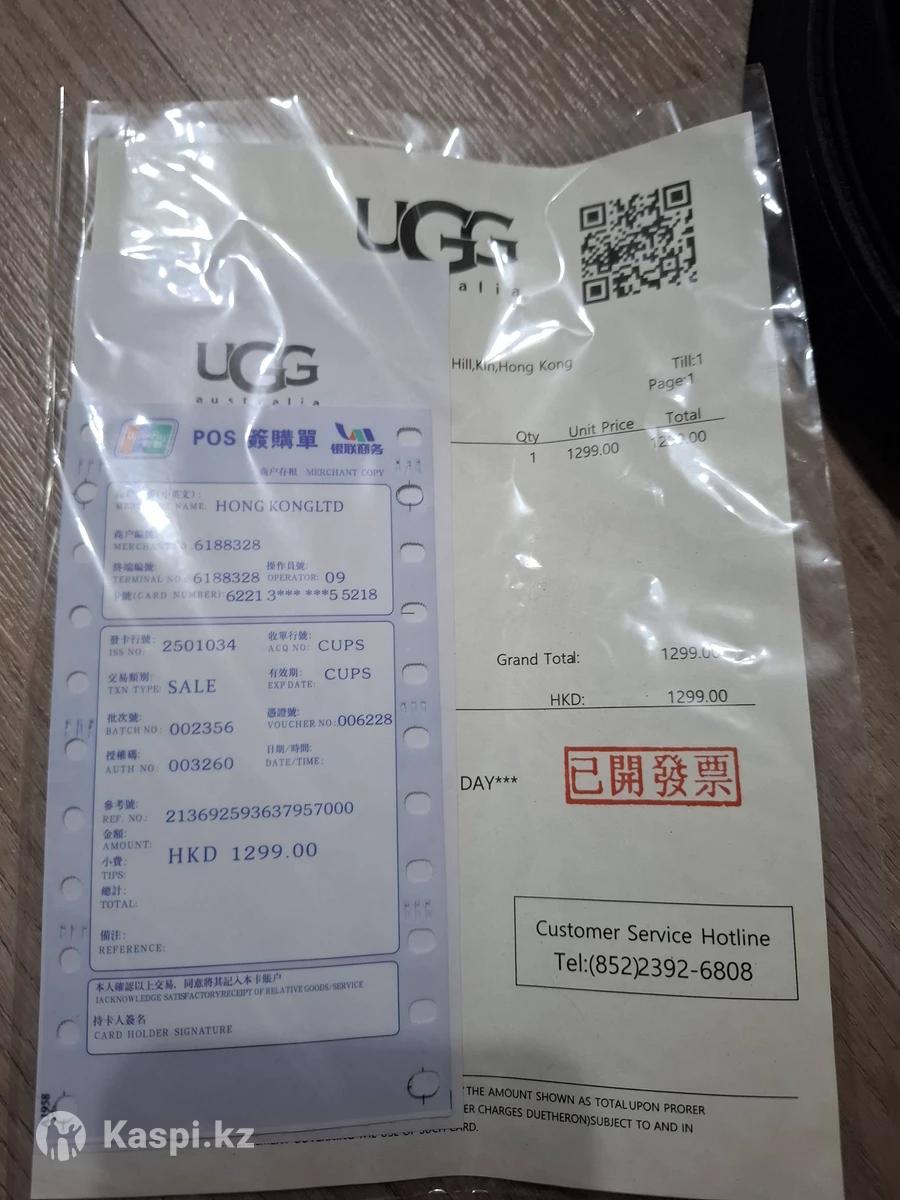 UGG
alia
Hill,Kln,Hong Kong
Till:1
Page:1
Qty Unit Price Total
1 1299.00
Grand Total: 1299.00
HKD: 1299.00
DAY***
已開發票
Customer Service Hotline
Tel:(852)2392-6808
THE AMOUNT SHOWN AS TOTAL UPON PRORER
ER CHARGES DUETHERON)SUBJECT TO AND IN
UGG
australia
POS 簽購單 银联商务
商户存根 MERCHANT COPY
NAME: HONG KONGLTD
商户編號:
MERCHANT NO. 6188328
終端編號: 操作員號:
TERMINAL NO.: 6188328 OPERATOR: 09
(CARD NUMBER): 6221 3*** ***5 5218
發卡行號: 收單行號:
ISS NO: 2501034 ACQ NO: CUPS
交易類別: 有效期:
TXN TYPE: SALE EXP DATE: CUPS
批次號: 憑證號:
BATCH NO: 002356 VOUCHER NO: 006228
授權碼: 日期/時間:
AUTH NO: 003260 DATE/TIME:
參考號:
REF. NO.: 213692593637957000
金額:
AMOUNT: HKD 1299.00
小費:
TIPS:
總計:
TOTAL:
備注:
REFERENCE:
本人確認以上交易, 同意將其記入本卡賬户
IACKNOWLEDGE SATISFACTORYRECEIPT OF RELATIVE GOODS/SERVICE
持卡人簽名
CARD HOLDER SIGNATURE
Kaspi.kz